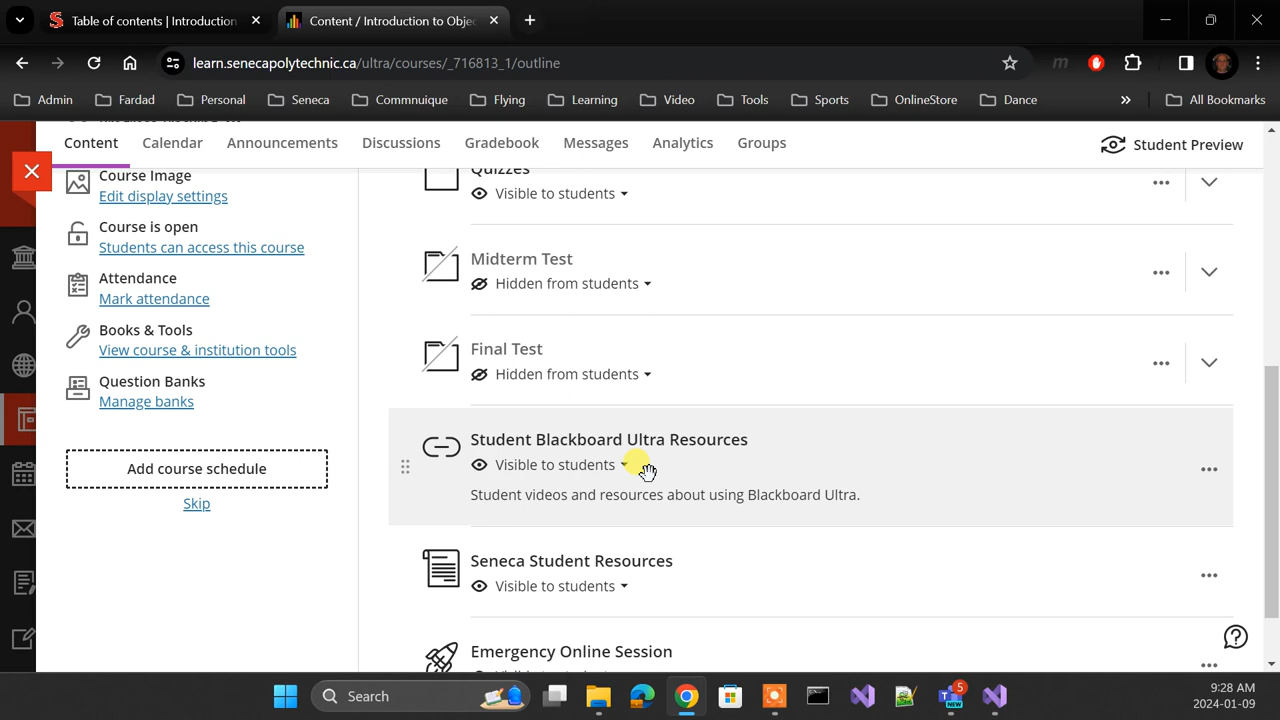 Table of contents | Introduction
Content / Introduction to Obje
learn.senecapolytechnic.ca/ultra/courses/_716813_1/outline
Admin
Fardad
Personal
Seneca
Commnuique
Flying
Learning
Video
Tools
Sports
OnlineStore
Dance
»
All Bookmarks
Content
Calendar
Announcements
Discussions
Gradebook
Messages
Analytics
Groups
Student Preview
Course Image
Edit display settings
Course is open
Students can access this course
Attendance
Mark attendance
Books & Tools
View course & institution tools
Question Banks
Manage banks
Add course schedule
Skip
Quizzes
Visible to students
Midterm Test
Hidden from students
Final Test
Hidden from students
Student Blackboard Ultra Resources
Visible to students
Student videos and resources about using Blackboard Ultra.
Seneca Student Resources
Visible to students
Emergency Online Session
Search
5
NEW
9:28 AM
2024-01-09